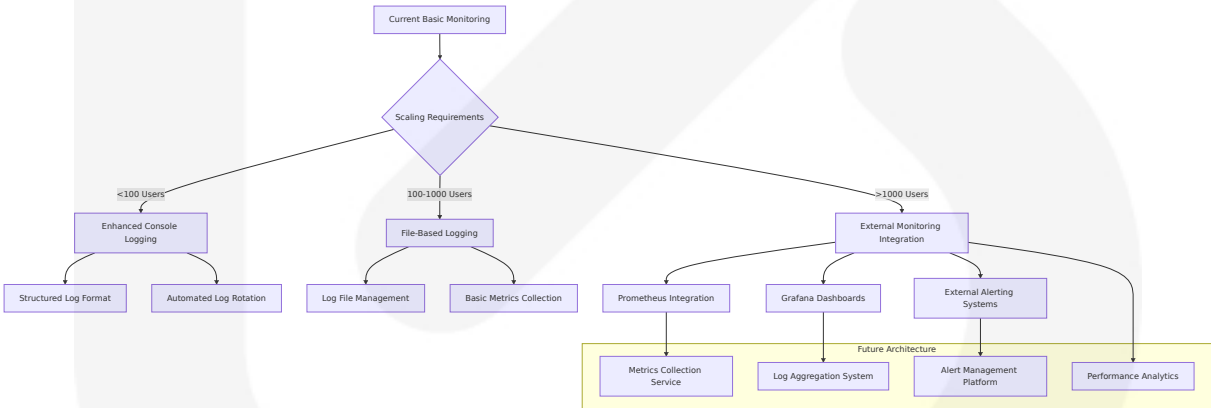 Current Basic Monitoring
Scaling Requirements
<100 Users
100-1000 Users
>1000 Users
Enhanced Console
Logging
File-Based Logging
External Monitoring
Integration
Structured Log Format
Automated Log Rotation
Log File Management
Basic Metrics Collection
Prometheus Integration
Grafana Dashboards
External Alerting
Systems
Future Architecture
Metrics Collection
Service
Log Aggregation System
Alert Management
Platform
Performance Analytics